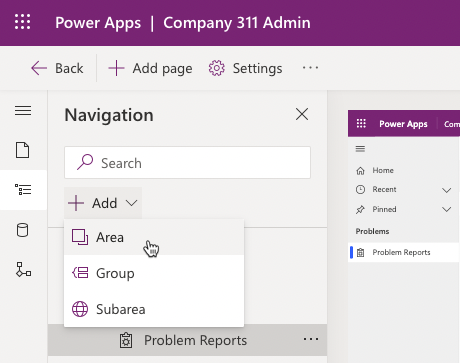 Power Apps | Company 311 Admin
Back Add page Settings ...
Navigation
Search
Add
Area
Group
Subarea
Problem Reports ...
Power Apps
Home
Recent
Pinned
Problems
Problem Reports